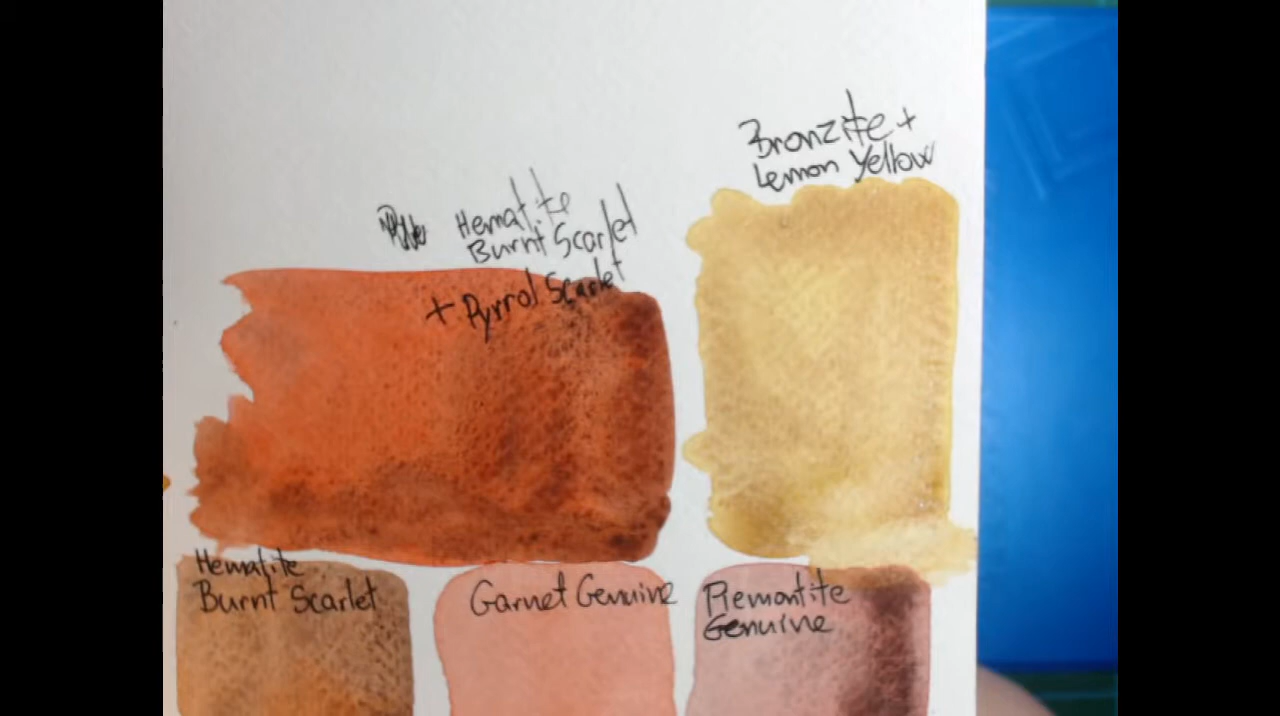 Bronzite +
Lemon Yellow
Hematite
Burnt Scarlet
+ Pyrrol Scarlet
Hematite
Burnt Scarlet
Garnet Genuine
Piemontite
Genuine